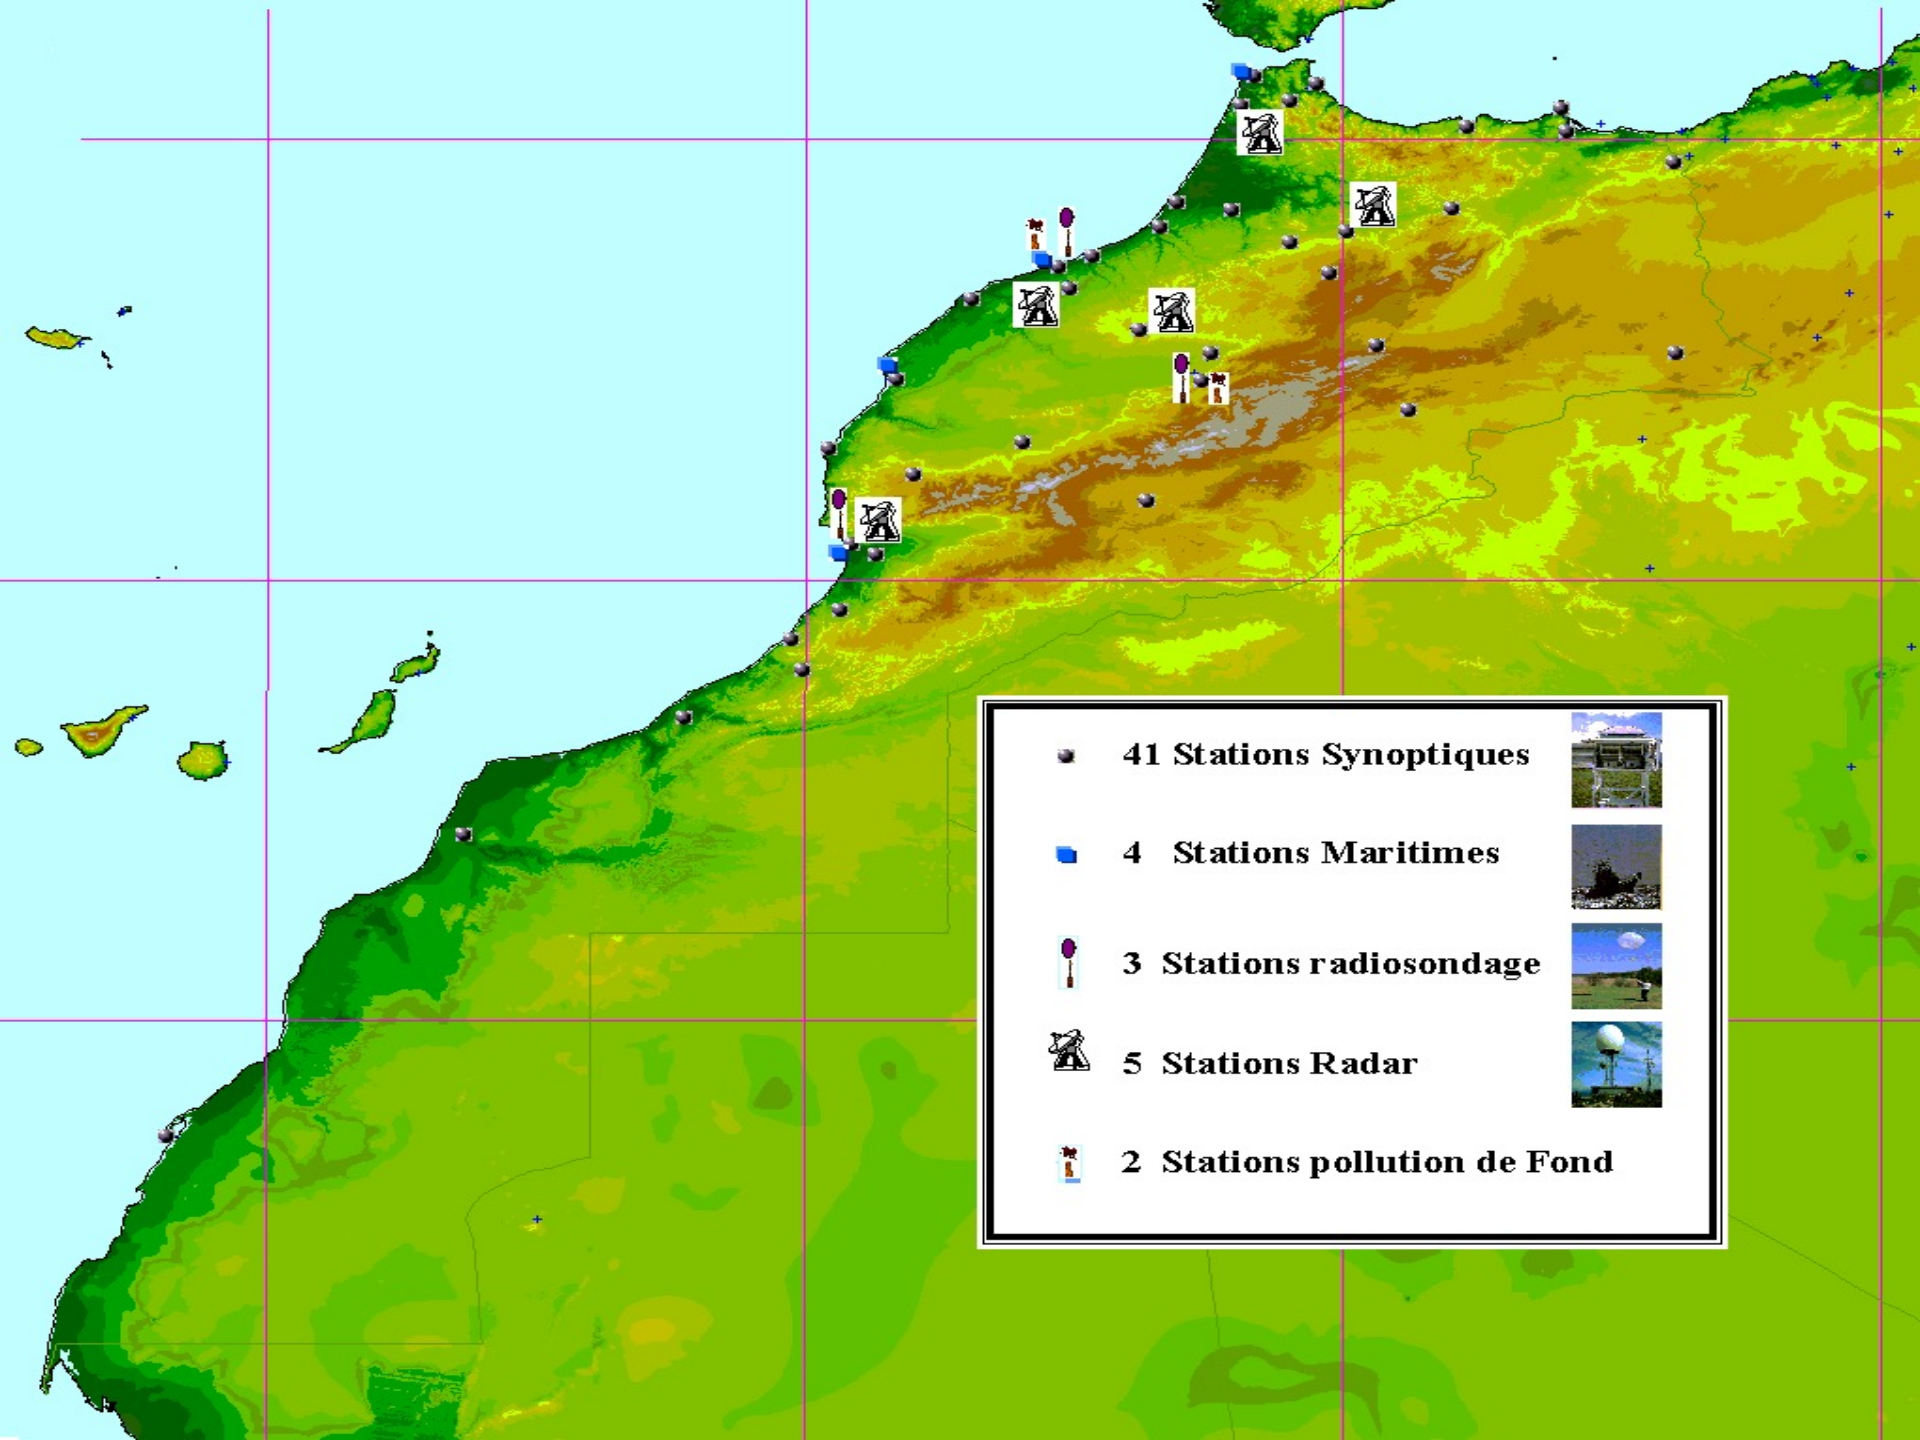 41 Stations Synoptiques
4 Stations Maritimes
3 Stations radiosondage
5 Stations Radar
2 Stations pollution de Fond